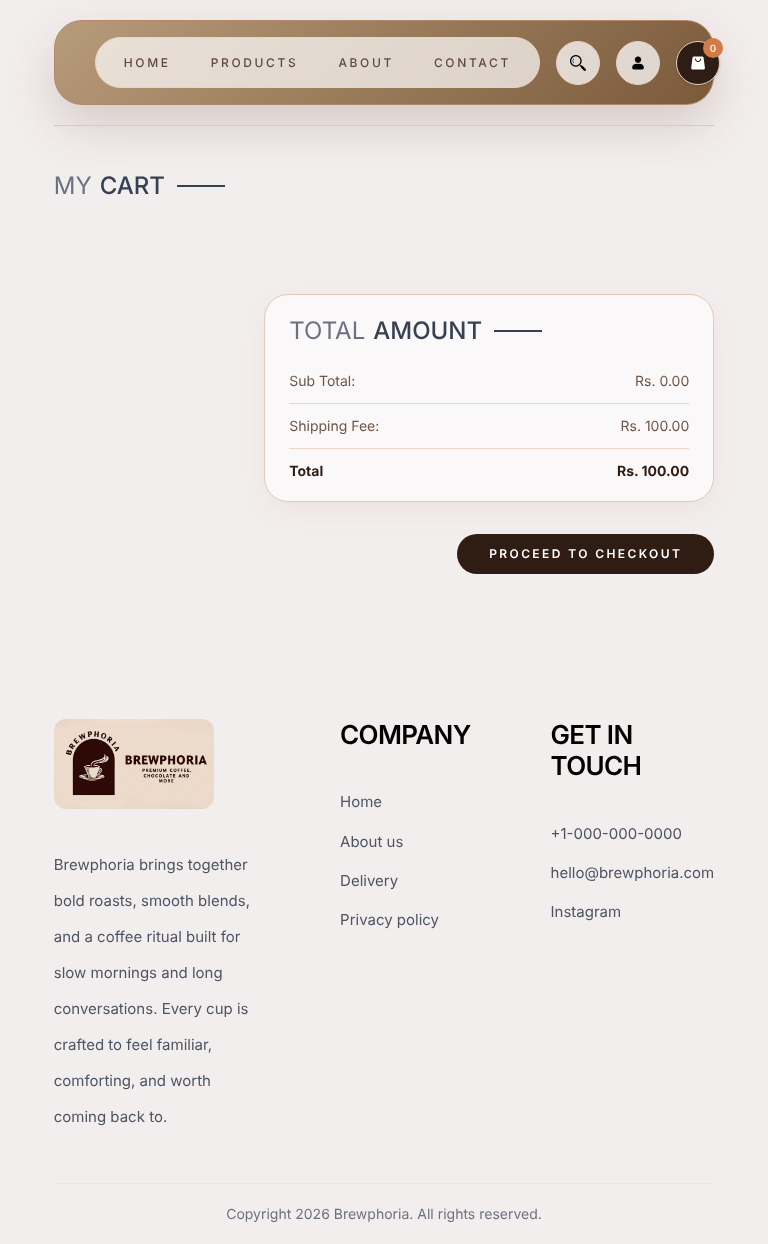 HOME PRODUCTS ABOUT CONTACT
0
MY CART
TOTAL AMOUNT
Sub Total: Rs. 0.00
Shipping Fee: Rs. 100.00
Total Rs. 100.00
PROCEED TO CHECKOUT
BREWPHORIA
BREWPHORIA
PREMIUM COFFEE,
CHOCOLATE AND
MORE
Brewphoria brings together
bold roasts, smooth blends,
and a coffee ritual built for
slow mornings and long
conversations. Every cup is
crafted to feel familiar,
comforting, and worth
coming back to.
COMPANY
Home
About us
Delivery
Privacy policy
GET IN
TOUCH
+1-000-000-0000
hello@brewphoria.com
Instagram
Copyright 2026 Brewphoria. All rights reserved.